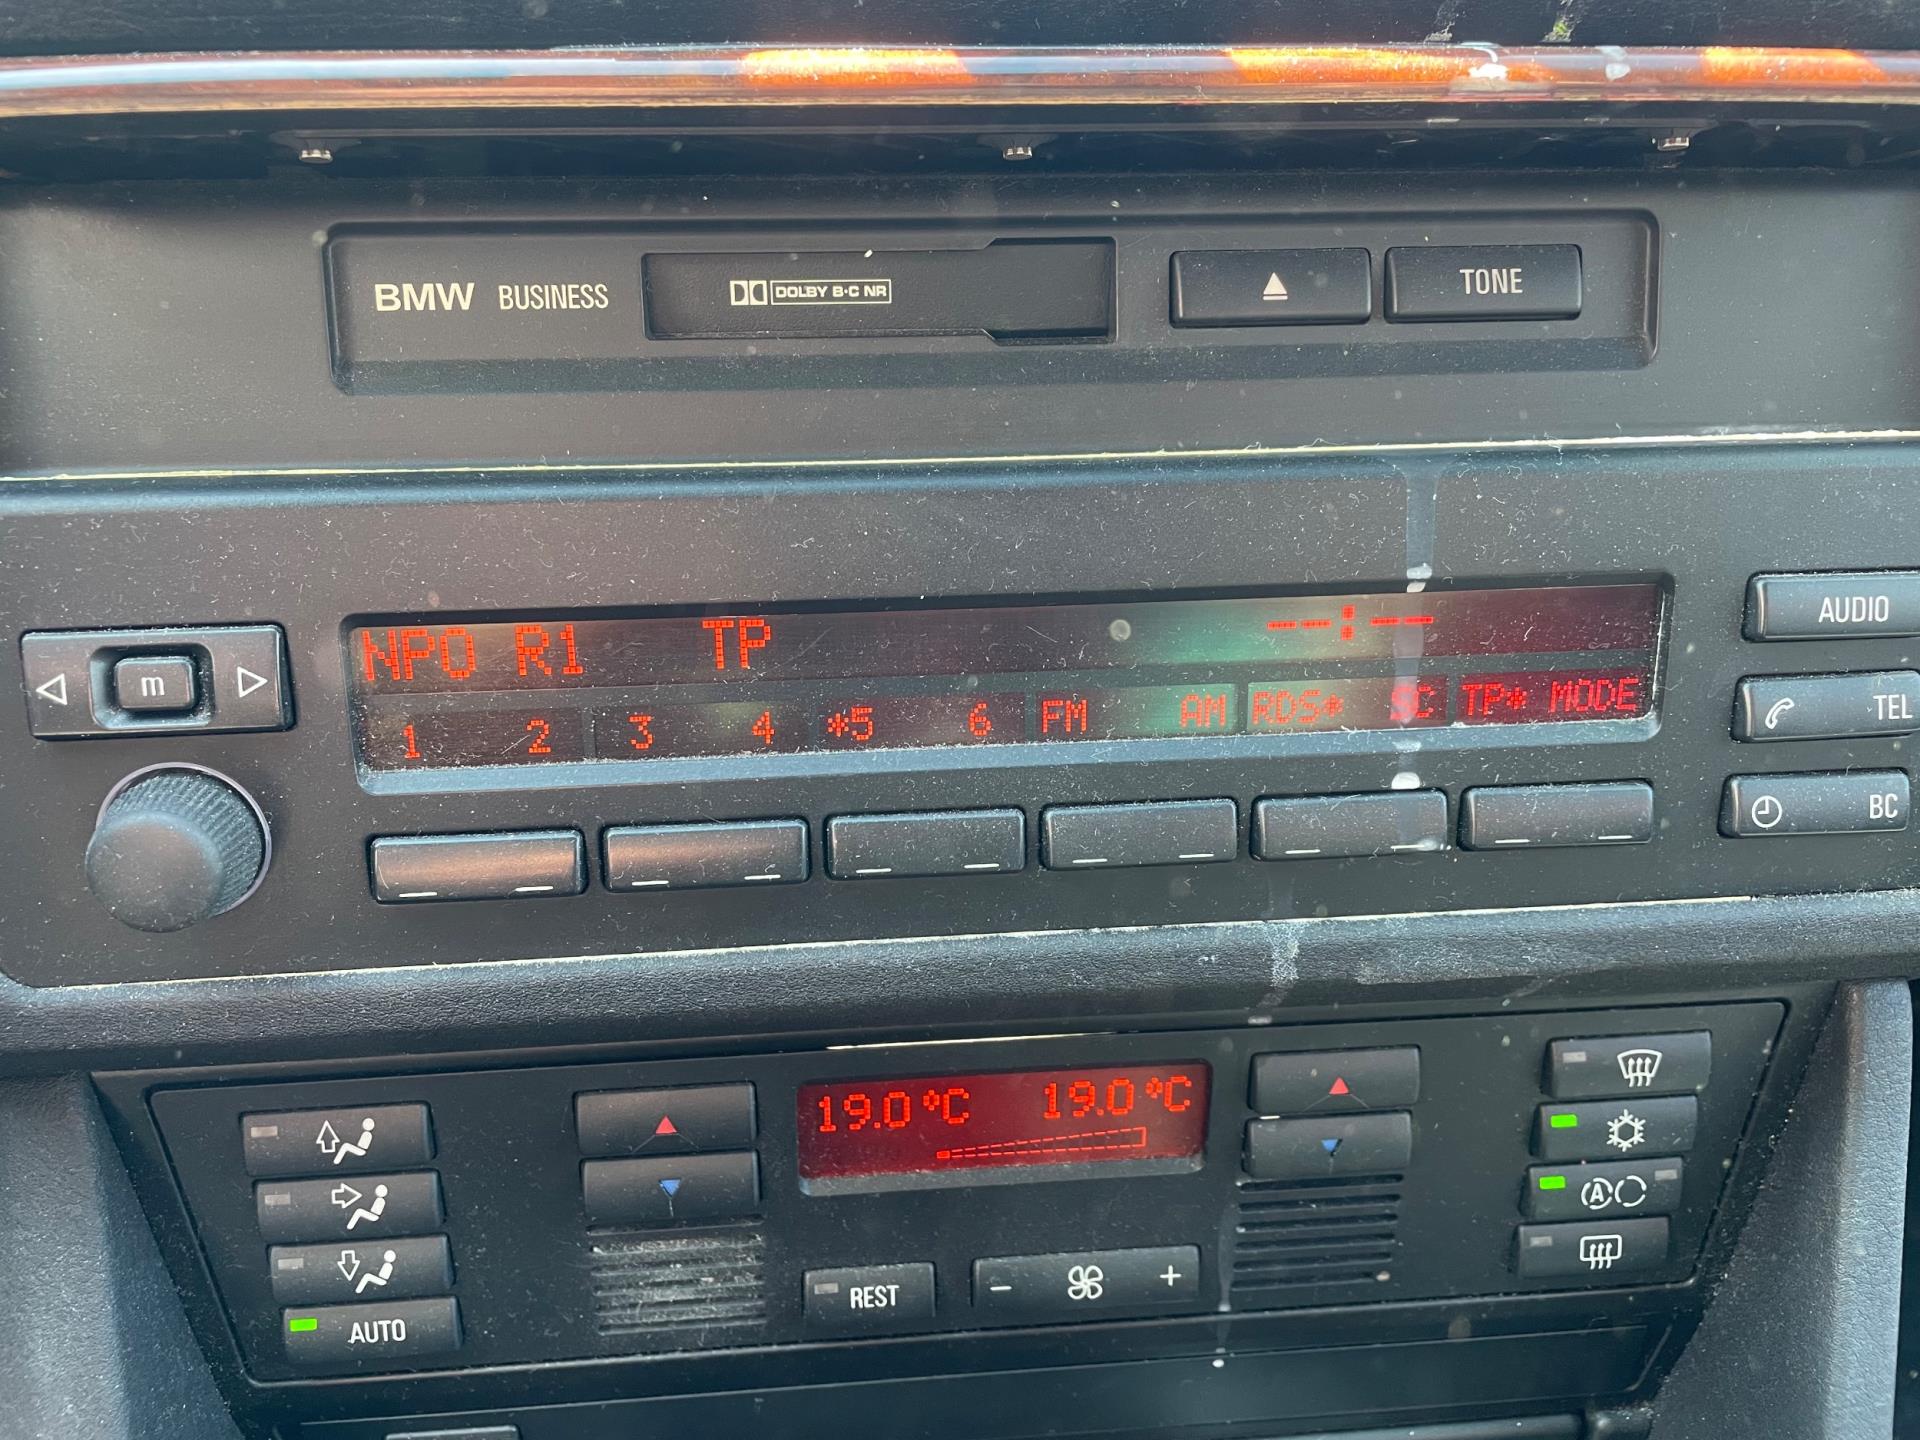 BMW BUSINESS
DOLBY B·C NR
TONE
NPO R1 TP --:--
1 2 3 4 *5 6 FM AM RDS* SC TP* MODE
m
AUDIO
TEL
BC
19.0°C 19.0°C
AUTO
REST
- +
A